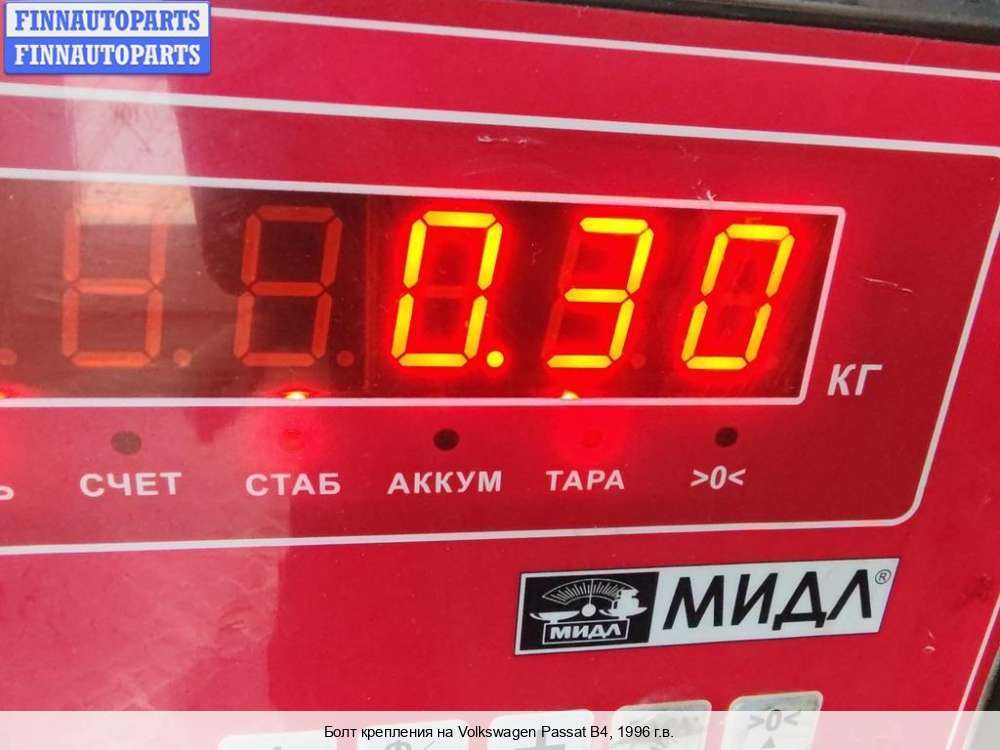 FINNAUTOPARTS
FINNAUTOPARTS
0.30
КГ
СЧЕТ СТАБ АККУМ ТАРА >0<
МИДЛ МИДЛ®
>0<
Болт крепления на Volkswagen Passat B4, 1996 г.в.